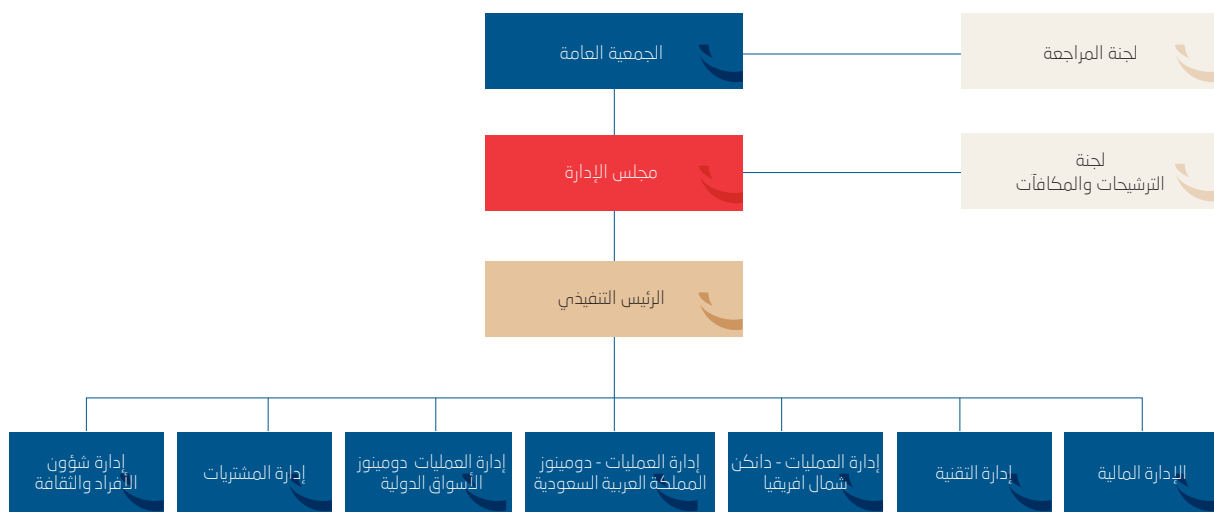 الجمعية العامة
لجنة المراجعة
مجلس الإدارة
لجنة
الترشيحات والمكافآت
الرئيس التنفيذي
الإدارة المالية
إدارة التقنية
إدارة العمليات - دانكن
شمال افريقيا
إدارة العمليات - دومينوز
المملكة العربية السعودية
إدارة العمليات دومينوز
الأسواق الدولية
إدارة المشتريات
إدارة شؤون
الأفراد والثقافة